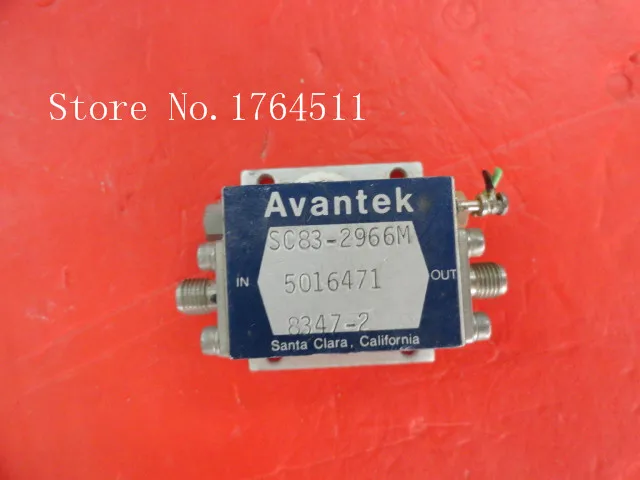 Store No.1764511
Avantek
SC83-2966M
IN
5016471
OUT
8347-2
Santa Clara, California